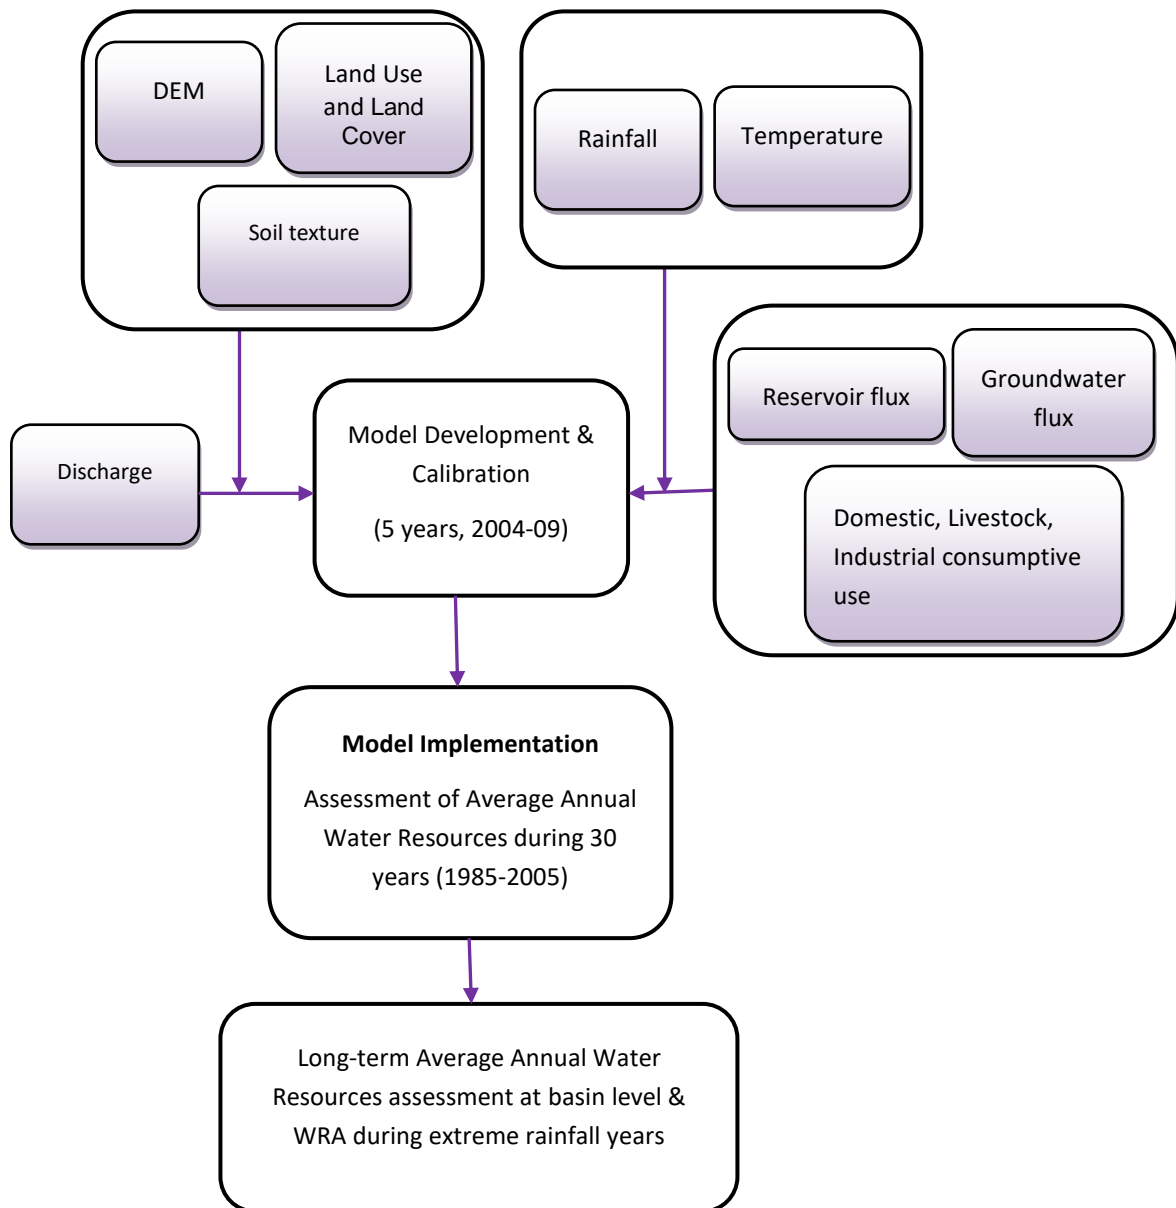 DEM
Land Use
and Land
Cover
Soil texture
Rainfall
Temperature
Reservoir flux
Groundwater
flux
Domestic, Livestock,
Industrial consumptive
use
Discharge
Model Development &
Calibration
(5 years, 2004-09)
Model Implementation
Assessment of Average Annual
Water Resources during 30
years (1985-2005)
Long-term Average Annual Water
Resources assessment at basin level &
WRA during extreme rainfall years